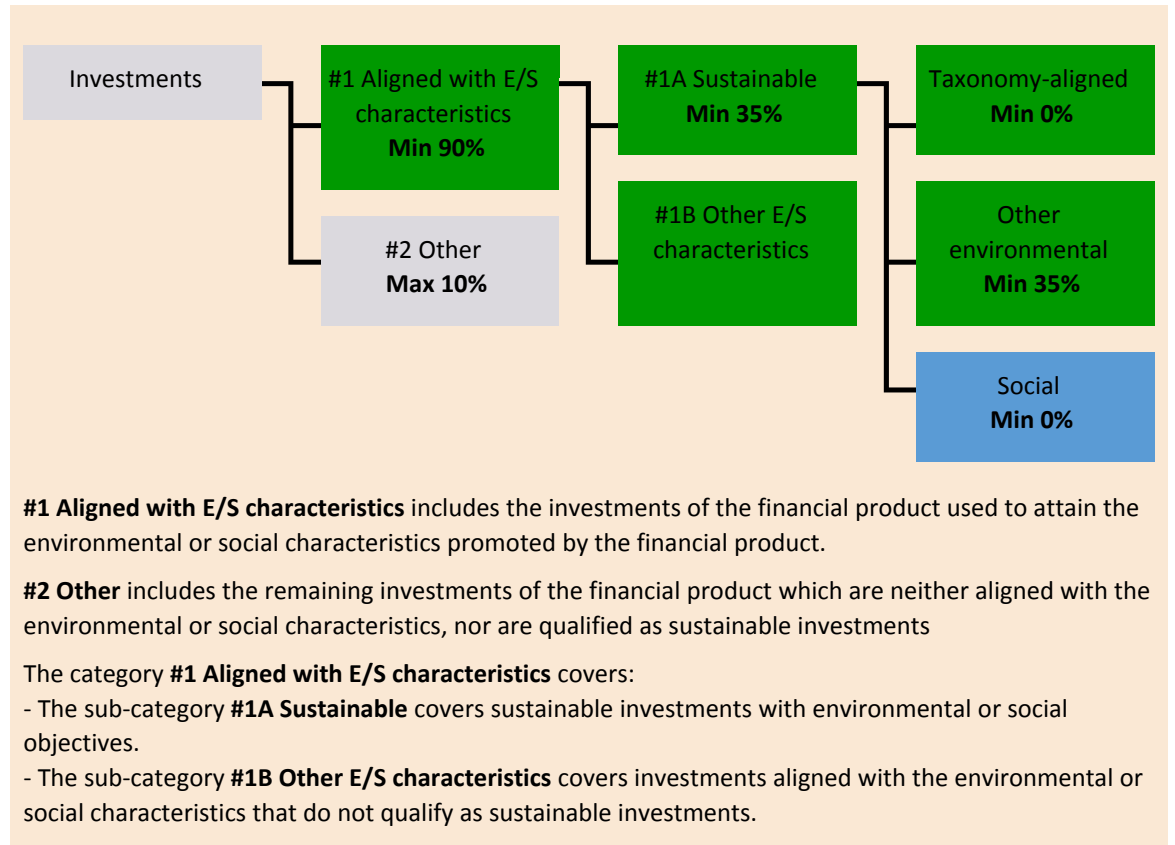 Investments
#1 Aligned with E/S
characteristics
Min 90%
#2 Other
Max 10%
#1A Sustainable
Min 35%
#1B Other E/S
characteristics
Taxonomy-aligned
Min 0%
Other
environmental
Min 35%
Social
Min 0%
#1 Aligned with E/S characteristics includes the investments of the financial product used to attain the
environmental or social characteristics promoted by the financial product.
#2 Other includes the remaining investments of the financial product which are neither aligned with the
environmental or social characteristics, nor are qualified as sustainable investments
The category #1 Aligned with E/S characteristics covers:
- The sub-category #1A Sustainable covers sustainable investments with environmental or social
objectives.
- The sub-category #1B Other E/S characteristics covers investments aligned with the environmental or
social characteristics that do not qualify as sustainable investments.